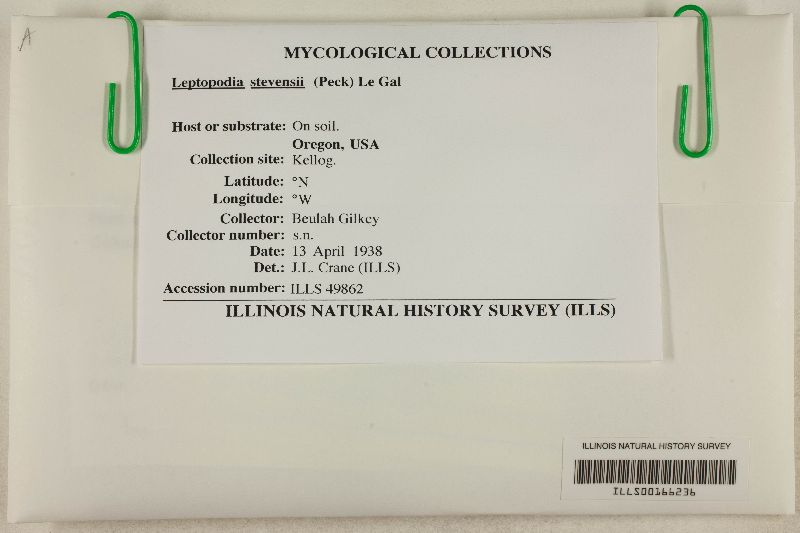 A
MYCOLOGICAL COLLECTIONS
Leptopodia stevensii (Peck) Le Gal
Host or substrate: On soil.
Oregon, USA
Collection site: Kellog.
Latitude: °N
Longitude: °W
Collector: Beulah Gilkey
Collector number: s.n.
Date: 13 April 1938
Det.: J.L. Crane (ILLS)
Accession number: ILLS 49862
ILLINOIS NATURAL HISTORY SURVEY (ILLS)
ILLINOIS NATURAL HISTORY SURVEY
ILLS00166236